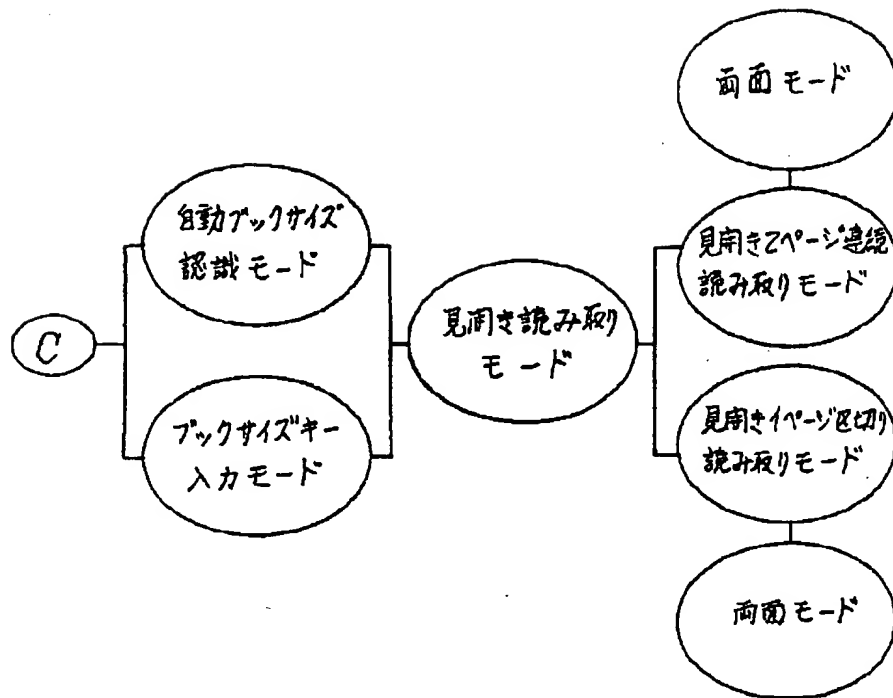 C
自動ブックサイズ
認識モード
ブックサイズキー
入力モード
見開き読み取り
モード
両面モード
見開き2ページ連続
読み取りモード
見開き1ページ区切り
読み取りモード
両面モード